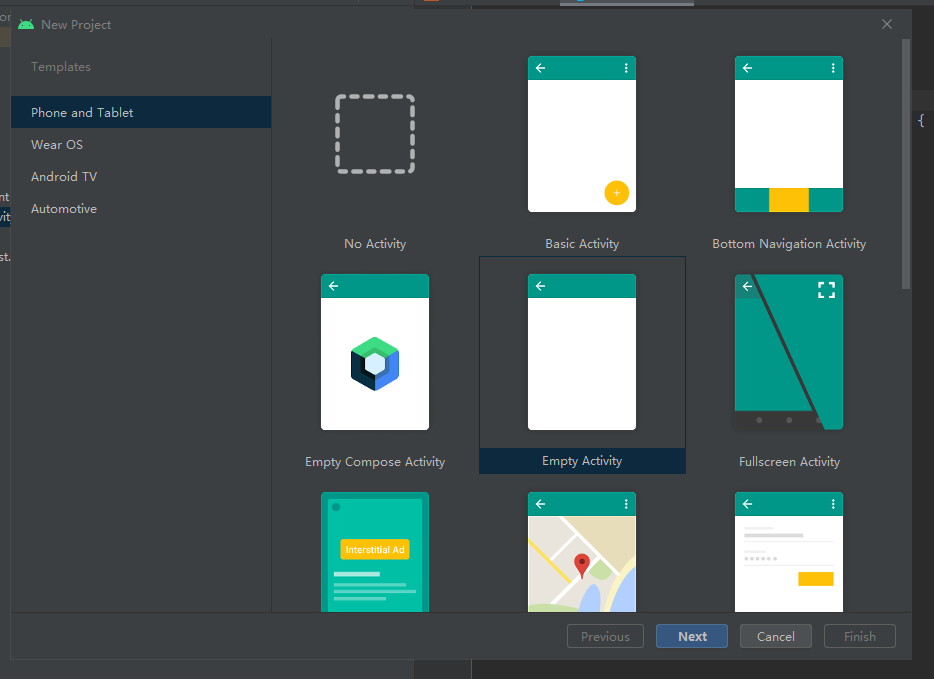 New Project
Templates
Phone and Tablet
Wear OS
Android TV
Automotive
No Activity
Basic Activity
Bottom Navigation Activity
Empty Compose Activity
Empty Activity
Fullscreen Activity
Interstitial Ad
Previous
Next
Cancel
Finish
{